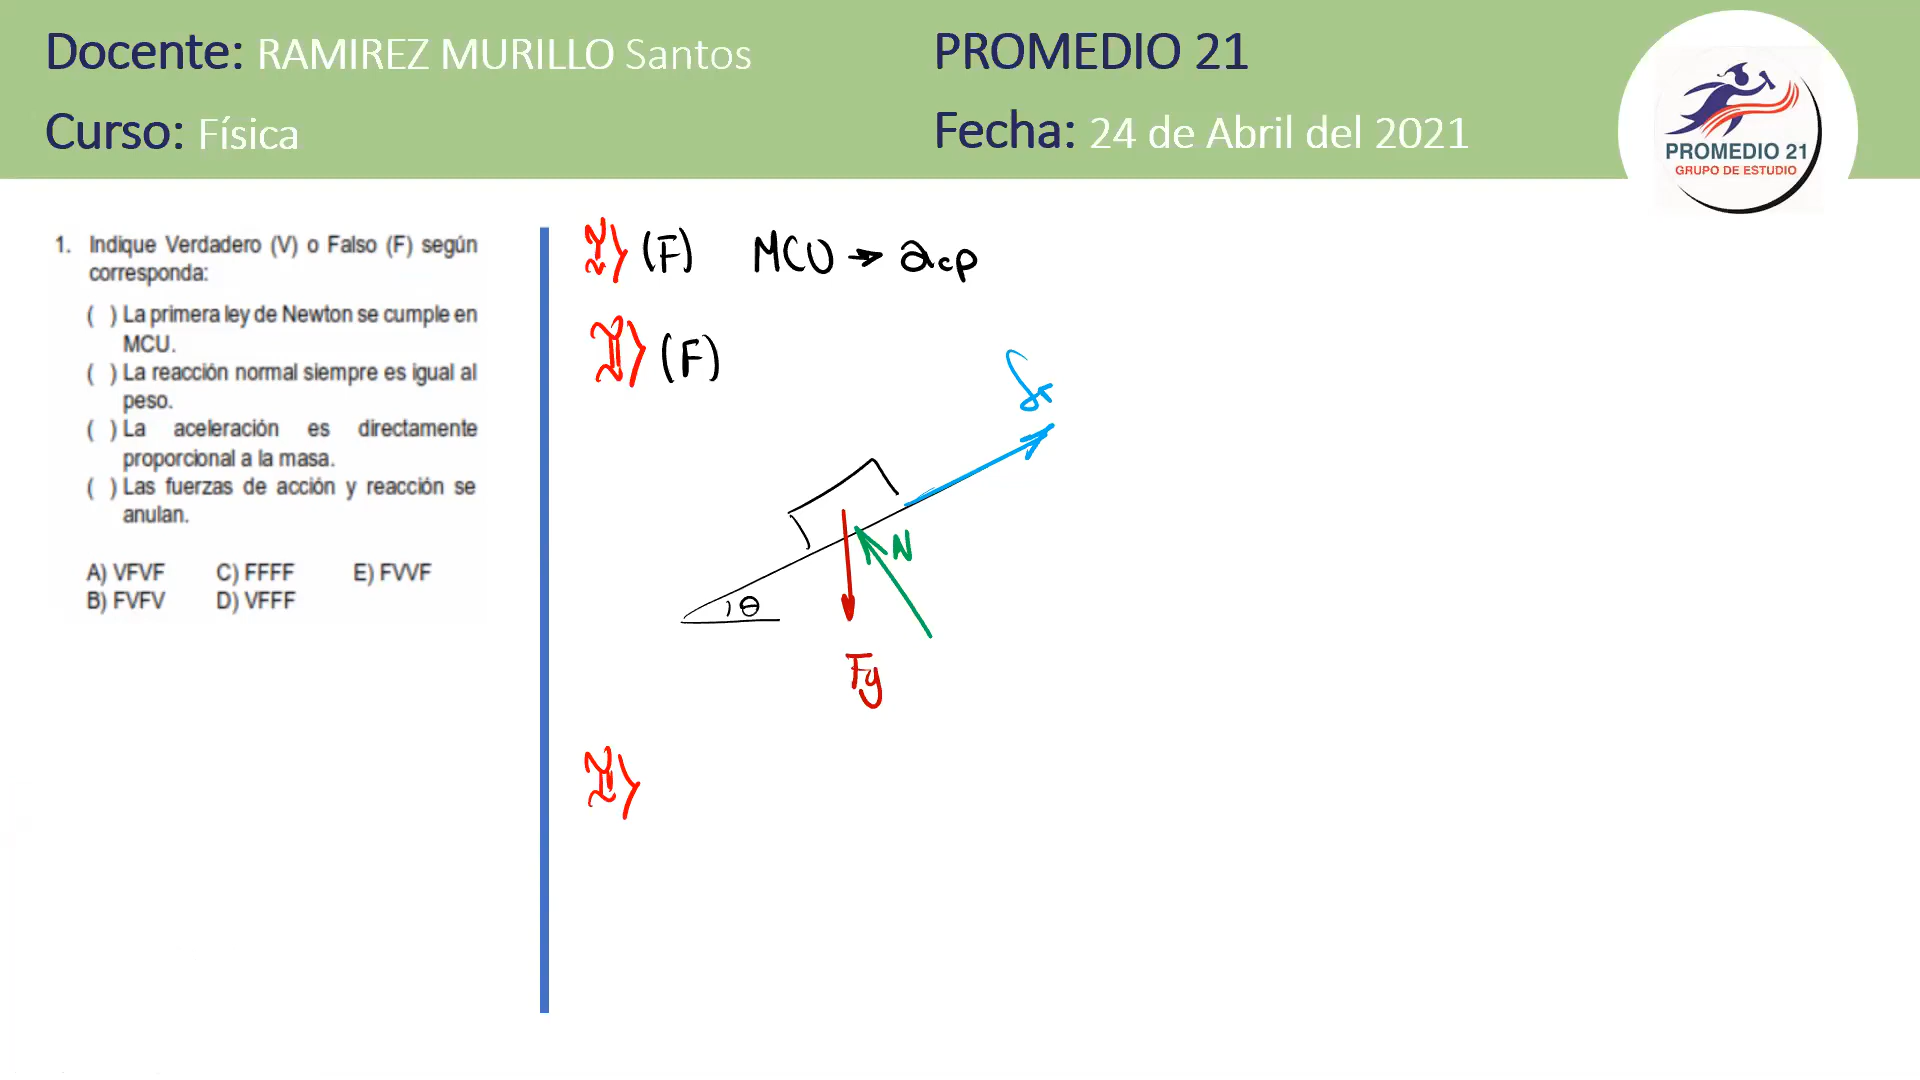 Docente: RAMIREZ MURILLO Santos
PROMEDIO 21
Curso: Física
Fecha: 24 de Abril del 2021
PROMEDIO 21
GRUPO DE ESTUDIO
1. Indique Verdadero (V) o Falso (F) según
corresponda:
( ) La primera ley de Newton se cumple en
MCU.
( ) La reacción normal siempre es igual al
peso.
( ) La aceleración es directamente
proporcional a la masa.
( ) Las fuerzas de acción y reacción se
anulan.
A) VFVF C) FFFF E) FVVF
B) FVFV D) VFFF
I) (F) MCU → acp
II) (F)
N
θ
Fg